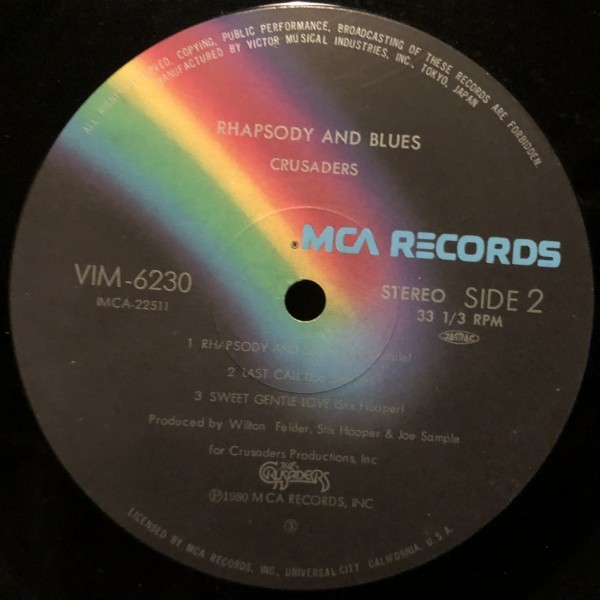 ALL RIGHTS RESERVED. COPYING, PUBLIC PERFORMANCE, BROADCASTING OF THESE RECORDS ARE FORBIDDEN.
MANUFACTURED BY VICTOR MUSICAL INDUSTRIES, INC., TOKYO, JAPAN
RHAPSODY AND BLUES
CRUSADERS
® MCA RECORDS
VIM-6230
(MCA-22511)
STEREO SIDE 2
33 1/3 RPM
1 RHAPSODY AND
2 LAST CALL
3 SWEET GENTLE LOVE (Stix Hooper)
Produced by Wilton Felder, Stix Hooper & Joe Sample
for Crusaders Productions, Inc
THE CRUSADERS
Ⓟ1980 MCA RECORDS, INC
③
LICENSED BY MCA RECORDS, INC., UNIVERSAL CITY, CALIFORNIA, U.S.A.